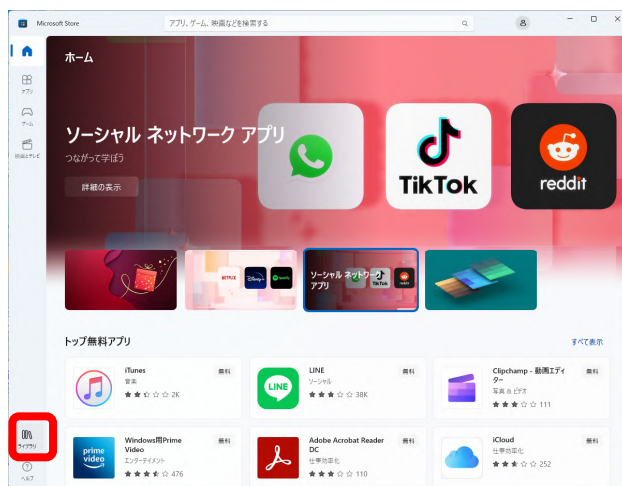 Microsoft Store
アプリ、ゲーム、映画などを検索する
ホーム
アプリ
ゲーム
映画とテレビ
ソーシャル ネットワーク アプリ
つながって学ぼう
詳細の表示
TikTok
reddit
NETFLIX
Disney+
Spotify
ソーシャル ネットワーク
アプリ
TikTok
reddit
トップ無料アプリ
すべて表示
iTunes
無料
音楽
2K
LINE
LINE
無料
ソーシャル
38K
Clipchamp - 動画エディ
ター
無料
写真 & ビデオ
111
ライブラリ
ヘルプ
prime
video
Windows用Prime
Video
無料
エンターテイメント
476
Adobe Acrobat Reader
DC
無料
仕事効率化
110
iCloud
無料
仕事効率化
252